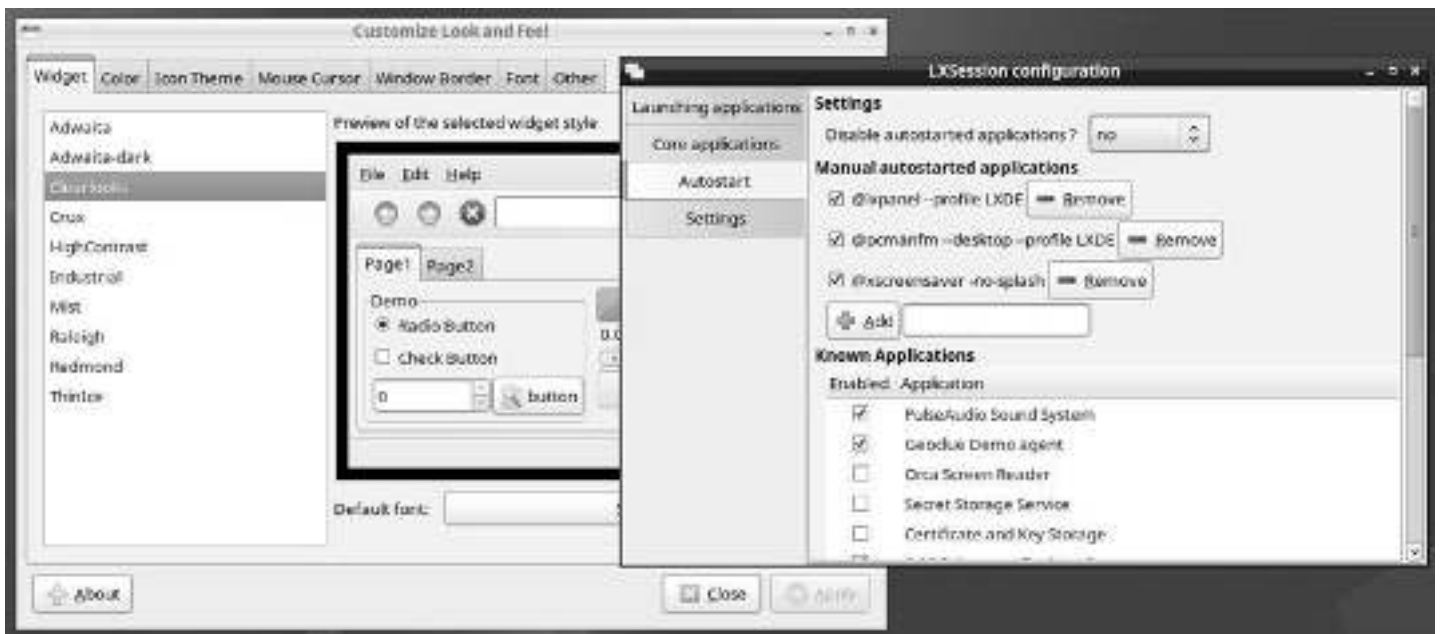 Customize Look and Feel
Widget Color Icon Theme Mouse Cursor Window Border Font Other
Adwaita
Adwaita-dark
Clearlooks
Crux
HighContrast
Industrial
Mist
Raleigh
Redmond
ThinIce
Preview of the selected widget style
File Edit Help
Page1 Page2
Demo
Radio Button
Check Button
0 button
Default font:
About
Close Apply
LXSession configuration
Launching applications
Core applications
Autostart
Settings
Settings
Disable autostarted applications? no
Manual autostarted applications
@lxpanel --profile LXDE Remove
@pcmanfm --desktop --profile LXDE Remove
@xscreensaver -no-splash Remove
Add
Known Applications
Enabled Application
PulseAudio Sound System
Geoclue Demo agent
Orca Screen Reader
Secret Storage Service
Certificate and Key Storage